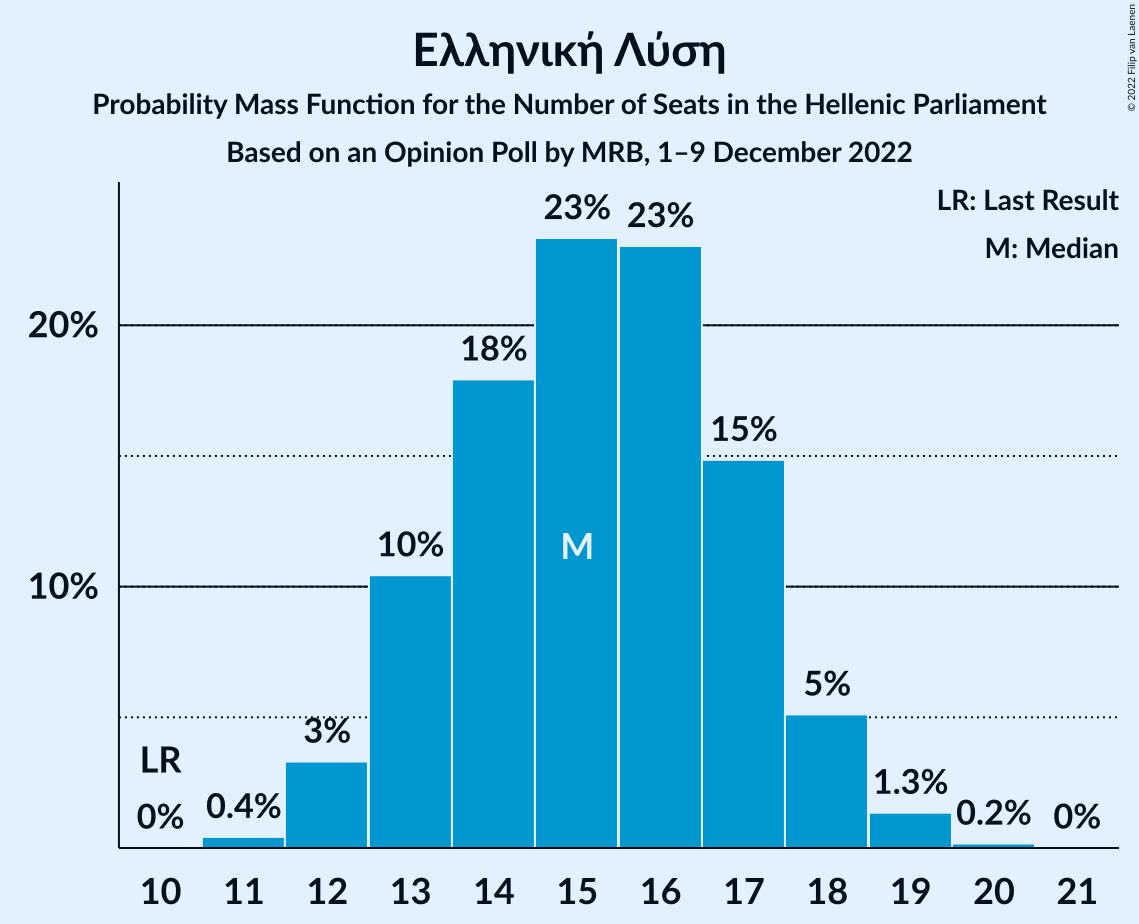 Ελληνική Λύση
Probability Mass Function for the Number of Seats in the Hellenic Parliament
Based on an Opinion Poll by MRB, 1–9 December 2022
© 2022 Filip van Laenen
LR: Last Result
M: Median
20%
10%
LR
0%
0.4%
3%
10%
18%
23%
M
23%
15%
5%
1.3%
0.2%
0%
10 11 12 13 14 15 16 17 18 19 20 21